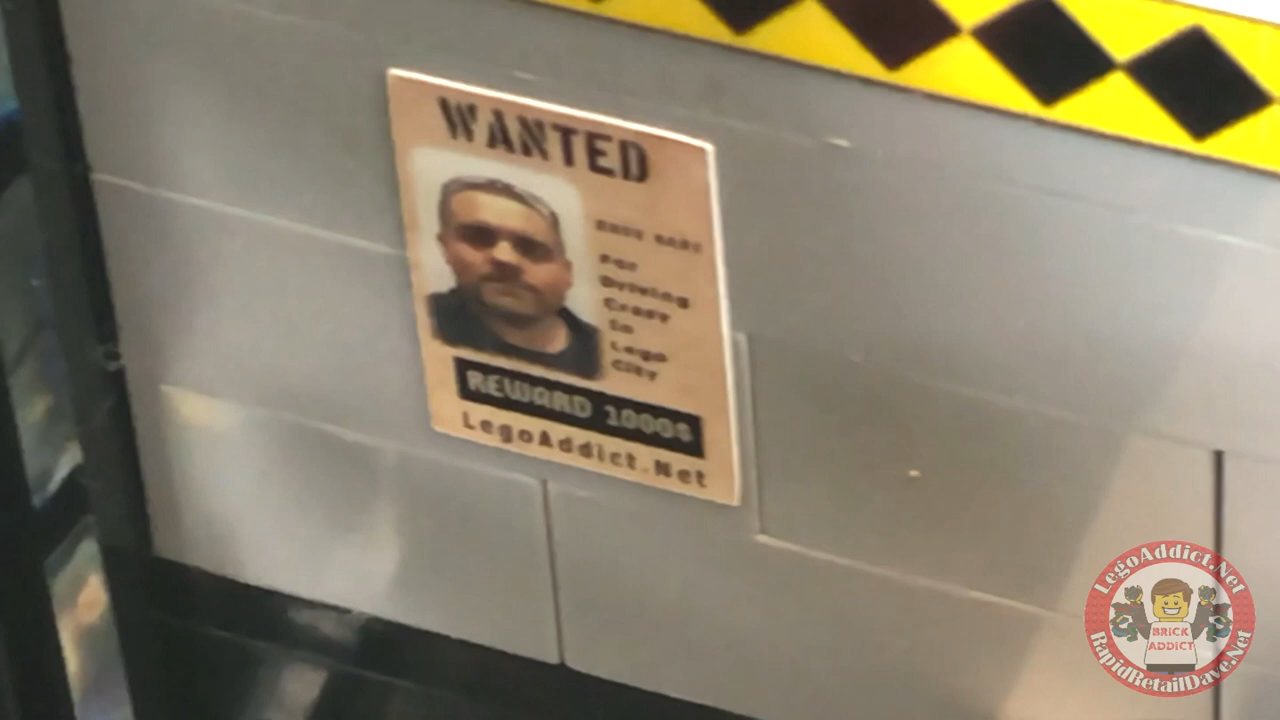 WANTED
For
Driving
Crazy
In
Lego
City
REWARD 1000$
LegoAddict.Net
LegoAddict.Net
BRICK
ADDICT
RapidRetailDave.Net